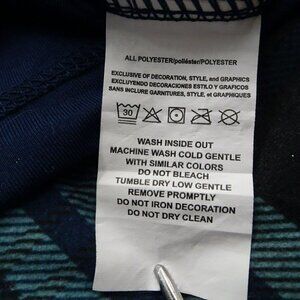 ALL POLYESTER/poliéster/POLYESTER
EXCLUSIVE OF DECORATION, STYLE, and GRAPHICS
EXCLUYENDO DECORACIONES ESTILO Y GRAFICOS
SANS INCLURE GARNITURES, STYLE, et GRAPHIQUES
30
WASH INSIDE OUT
MACHINE WASH COLD GENTLE
WITH SIMILAR COLORS
DO NOT BLEACH
TUMBLE DRY LOW GENTLE
REMOVE PROMPTLY
DO NOT IRON DECORATION
DO NOT DRY CLEAN